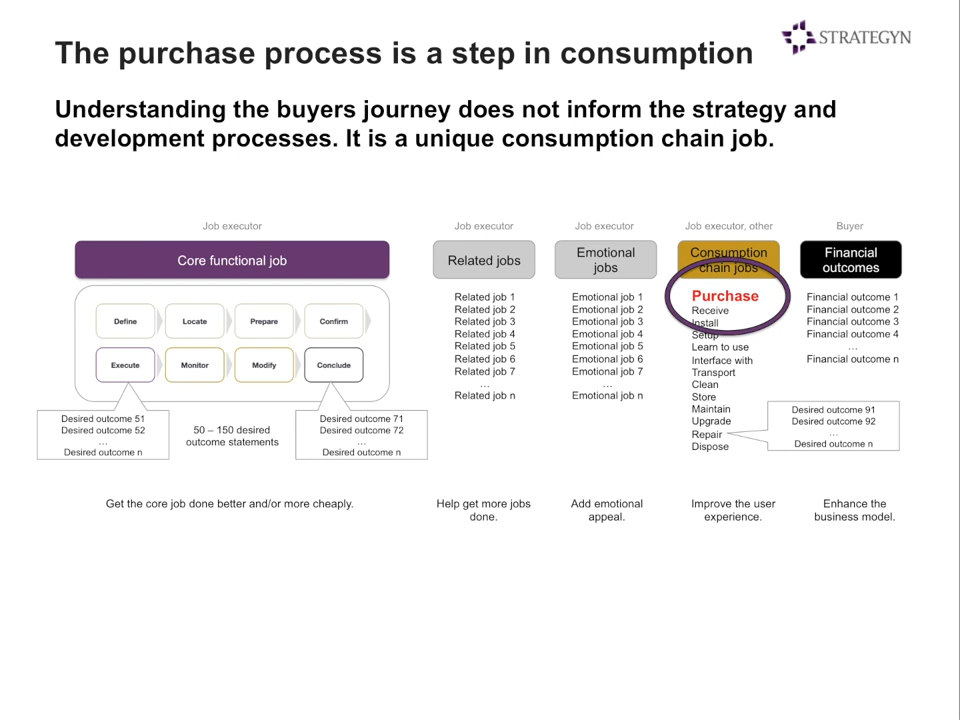 The purchase process is a step in consumption
STRATEGYN
Understanding the buyers journey does not inform the strategy and
development processes. It is a unique consumption chain job.
Job executor
Core functional job
Define
Locate
Prepare
Confirm
Execute
Monitor
Modify
Conclude
Desired outcome 51
Desired outcome 52
…
Desired outcome n
50 – 150 desired
outcome statements
Desired outcome 71
Desired outcome 72
…
Desired outcome n
Get the core job done better and/or more cheaply.
Job executor
Related jobs
Related job 1
Related job 2
Related job 3
Related job 4
Related job 5
Related job 6
Related job 7
…
Related job n
Help get more jobs
done.
Job executor
Emotional
jobs
Emotional job 1
Emotional job 2
Emotional job 3
Emotional job 4
Emotional job 5
Emotional job 6
Emotional job 7
…
Emotional job n
Add emotional
appeal.
Job executor, other
Consumption
chain jobs
Purchase
Receive
Install
Setup
Learn to use
Interface with
Transport
Clean
Store
Maintain
Upgrade
Repair
Dispose
Desired outcome 91
Desired outcome 92
…
Desired outcome n
Improve the user
experience.
Buyer
Financial
outcomes
Financial outcome 1
Financial outcome 2
Financial outcome 3
Financial outcome 4
…
Financial outcome n
Enhance the
business model.